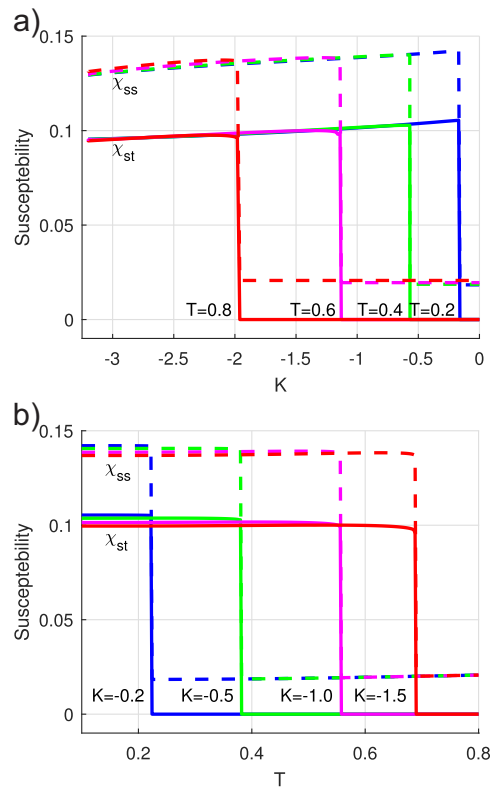 a)
0.15
χss
0.1
χst
Susceptebility
0.05
T=0.8
T=0.6
T=0.4
T=0.2
0
-3
-2.5
-2
-1.5
-1
-0.5
0
K
b)
0.15
χss
0.1
χst
Susceptebility
0.05
K=-0.2
K=-0.5
K=-1.0
K=-1.5
0
0.2
0.4
0.6
0.8
T